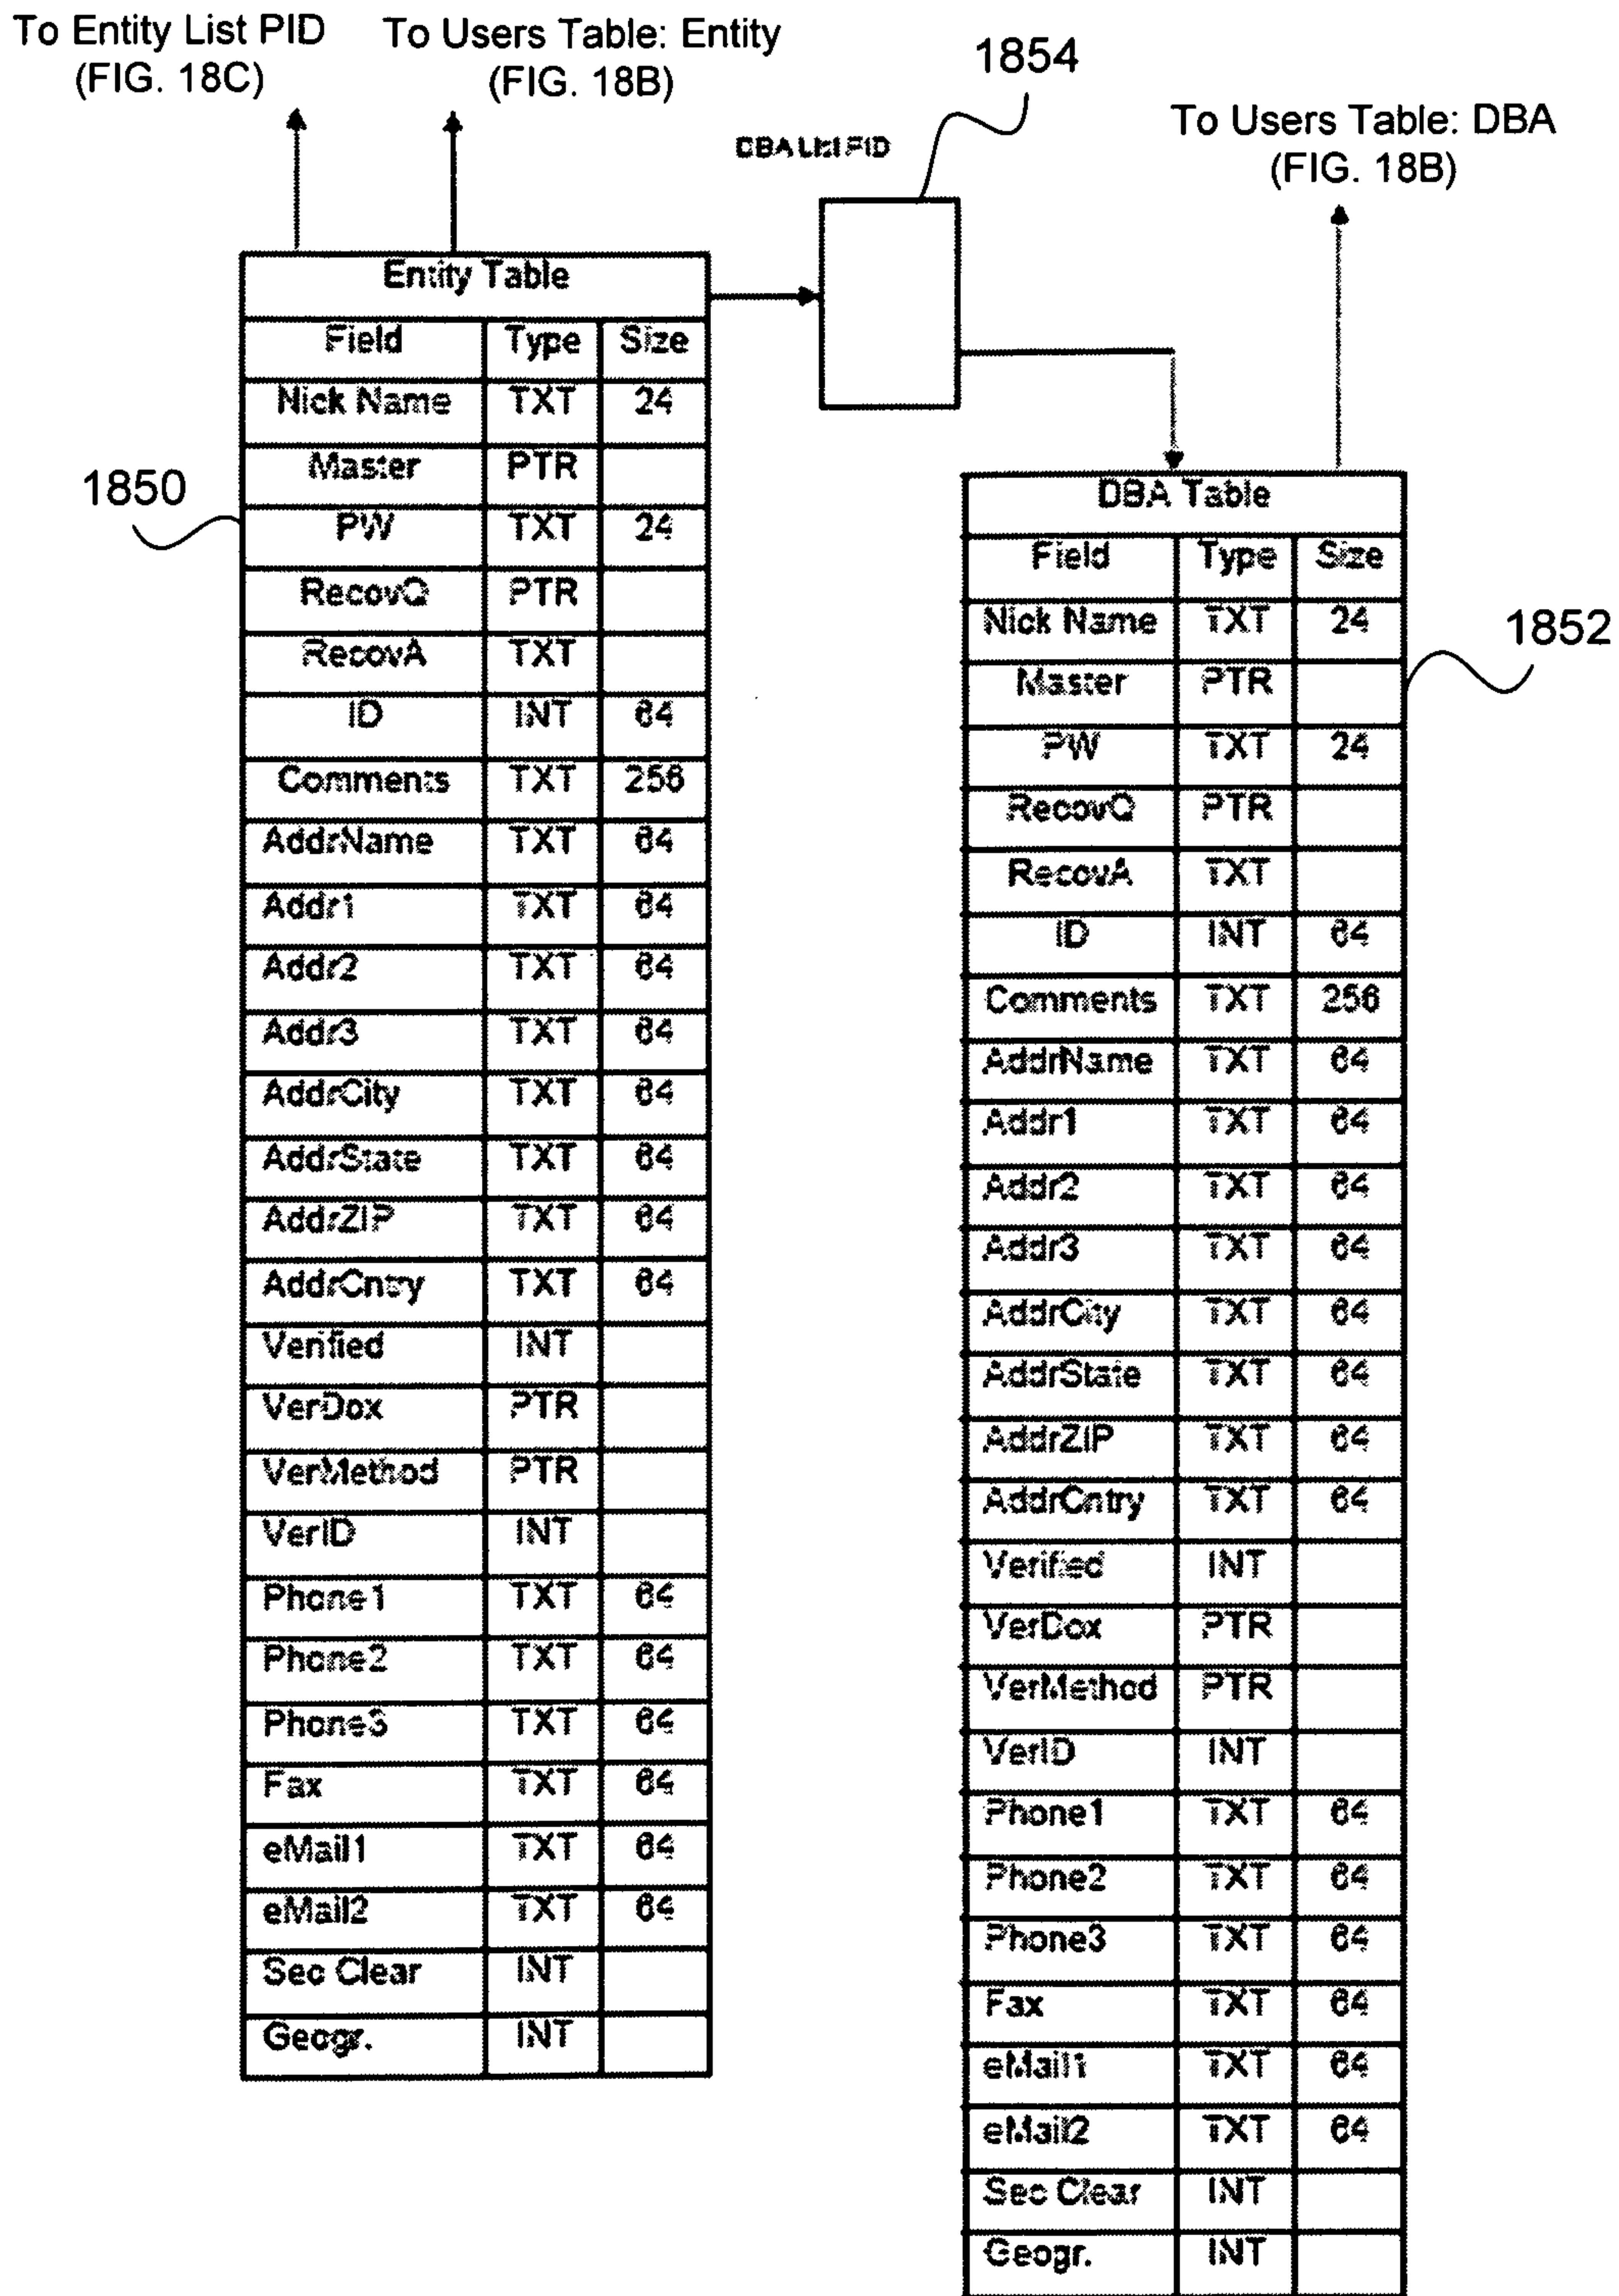 To Entity List PID
(FIG. 18C)
To Users Table: Entity
(FIG. 18B)
1854
DBA List PID
To Users Table: DBA
(FIG. 18B)
Entity Table
Field Type Size
Nick Name TXT 24
Master PTR
1850
PW TXT 24
RecovQ PTR
RecovA TXT
ID INT 64
Comments TXT 256
AddrName TXT 64
Addr1 TXT 64
Addr2 TXT 64
Addr3 TXT 64
AddrCity TXT 64
AddrState TXT 64
AddrZIP TXT 64
AddrCntry TXT 64
Verified INT
VerDox PTR
VerMethod PTR
VerID INT
Phone1 TXT 64
Phone2 TXT 64
Phone3 TXT 64
Fax TXT 64
eMail1 TXT 64
eMail2 TXT 64
Sec Clear INT
Geogr. INT
DBA Table
Field Type Size
Nick Name TXT 24
1852
Master PTR
PW TXT 24
RecovQ PTR
RecovA TXT
ID INT 64
Comments TXT 256
AddrName TXT 64
Addr1 TXT 64
Addr2 TXT 64
Addr3 TXT 64
AddrCity TXT 64
AddrState TXT 64
AddrZIP TXT 64
AddrCntry TXT 64
Verified INT
VerDox PTR
VerMethod PTR
VerID INT
Phone1 TXT 64
Phone2 TXT 64
Phone3 TXT 64
Fax TXT 64
eMail1 TXT 64
eMail2 TXT 64
Sec Clear INT
Geogr. INT